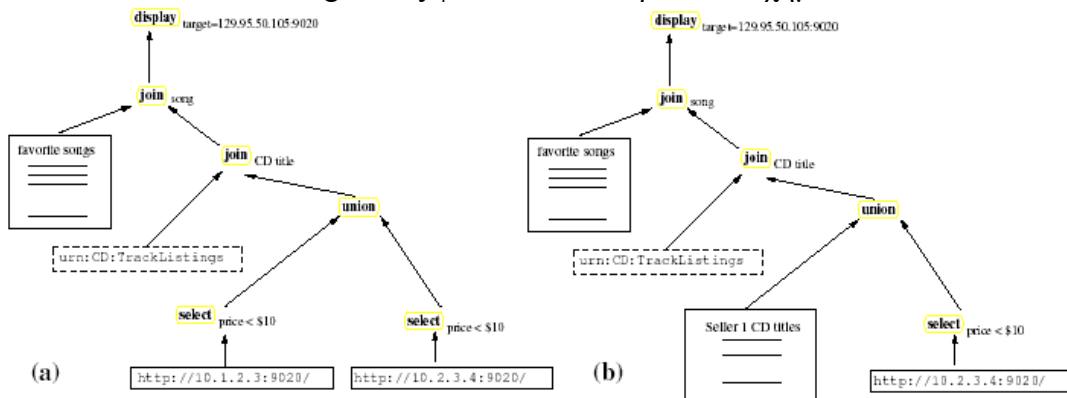 display target=129.95.50.105:9020
join song
favorite songs
join CD title
union
urn:CD:TrackListings
select price < $10
select price < $10
(a)
http://10.1.2.3:9020/
http://10.2.3.4:9020/
display target=129.95.50.105:9020
join song
favorite songs
join CD title
union
urn:CD:TrackListings
Seller 1 CD titles
select price < $10
(b)
http://10.2.3.4:9020/